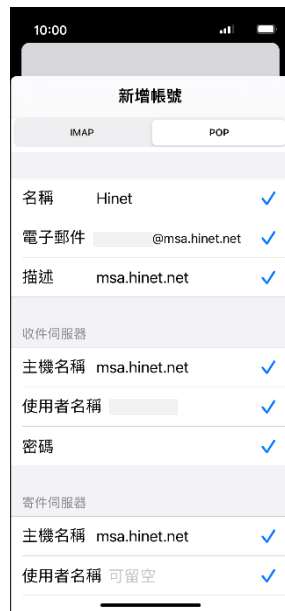 10:00
新增帳號
IMAP POP
名稱 Hinet
電子郵件 @msa.hinet.net
描述 msa.hinet.net
收件伺服器
主機名稱 msa.hinet.net
使用者名稱
密碼
寄件伺服器
主機名稱 msa.hinet.net
使用者名稱 可留空